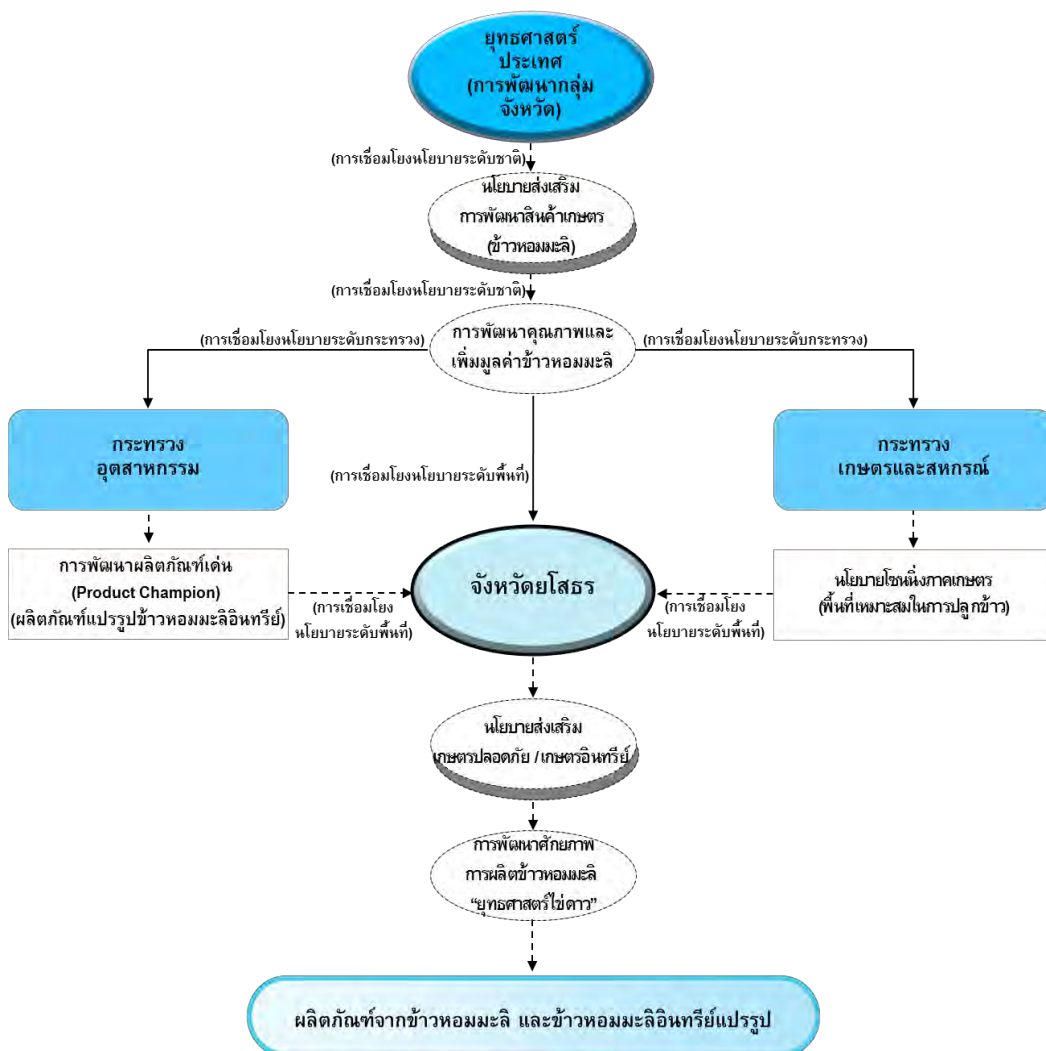 ยุทธศาสตร์
ประเทศ
(การพัฒนากลุ่ม
จังหวัด)
(การเชื่อมโยงนโยบายระดับชาติ)
นโยบายส่งเสริม
การพัฒนาสินค้าเกษตร
(ข้าวหอมมะลิ)
(การเชื่อมโยงนโยบายระดับชาติ)
การพัฒนาคุณภาพและ
เพิ่มมูลค่าข้าวหอมมะลิ
(การเชื่อมโยงนโยบายระดับกระทรวง)
(การเชื่อมโยงนโยบายระดับกระทรวง)
กระทรวง
อุตสาหกรรม
กระทรวง
เกษตรและสหกรณ์
(การเชื่อมโยงนโยบายระดับพื้นที่)
การพัฒนาผลิตภัณฑ์เด่น
(Product Champion)
(ผลิตภัณฑ์แปรรูปข้าวหอมมะลิอินทรีย์)
(การเชื่อมโยง
นโยบายระดับพื้นที่)
จังหวัดยโสธร
(การเชื่อมโยง
นโยบายระดับพื้นที่)
นโยบายโซนนิ่งภาคเกษตร
(พื้นที่เหมาะสมในการปลูกข้าว)
นโยบายส่งเสริม
เกษตรปลอดภัย / เกษตรอินทรีย์
การพัฒนาศักยภาพ
การผลิตข้าวหอมมะลิ
“ยุทธศาสตร์ไข่ดาว”
ผลิตภัณฑ์จากข้าวหอมมะลิ และข้าวหอมมะลิอินทรีย์แปรรูป